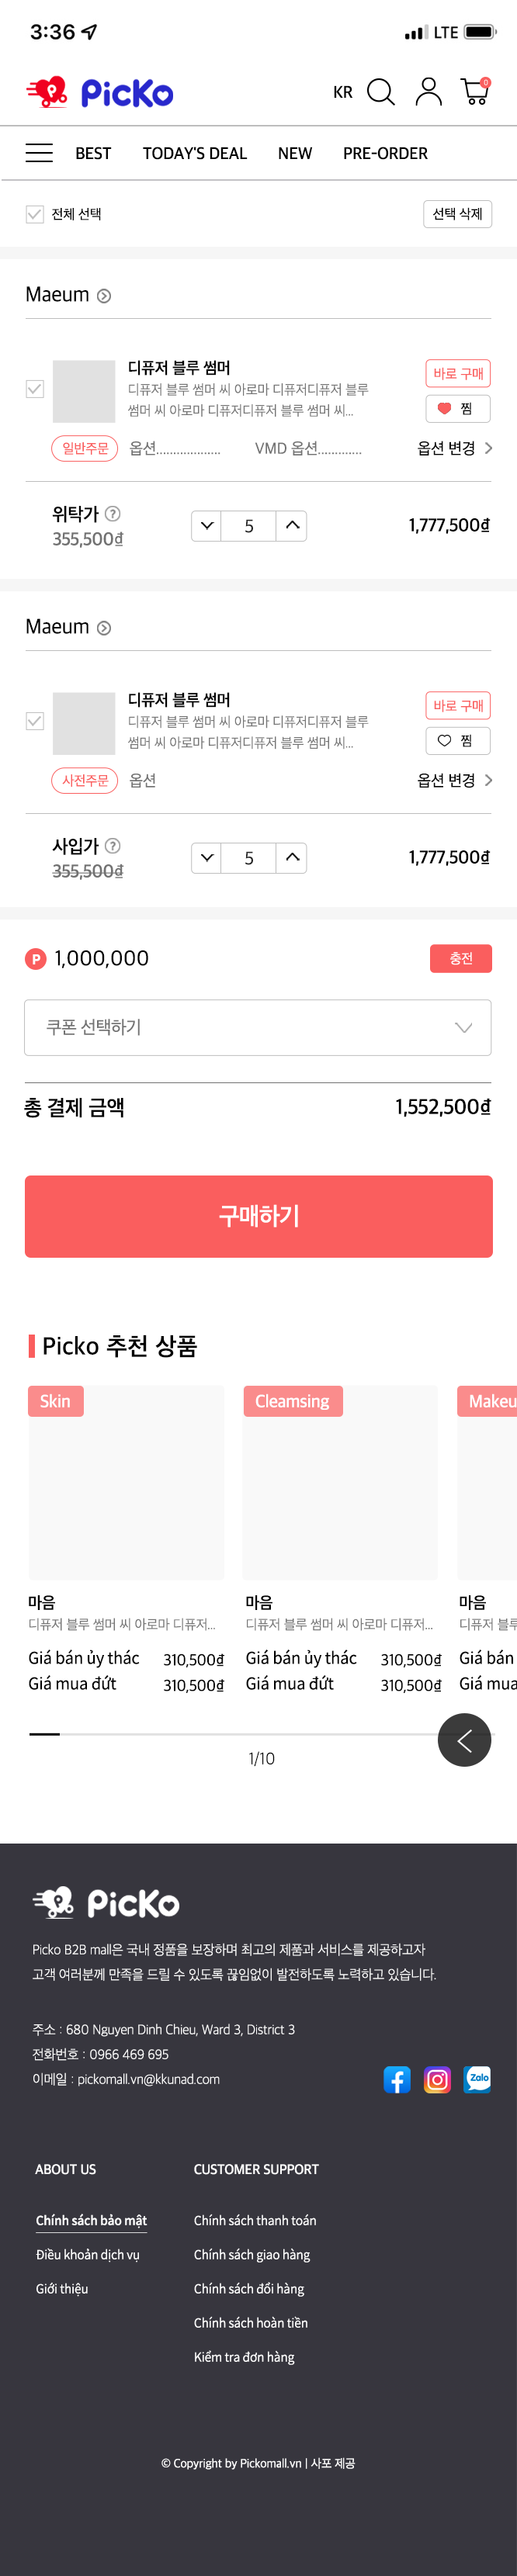 3:36
LTE
PicKo
KR
0
BEST TODAY'S DEAL NEW PRE-ORDER
전체 선택
선택 삭제
Maeum
디퓨저 블루 썸머
디퓨저 블루 썸머 씨 아로마 디퓨저디퓨저 블루
썸머 씨 아로마 디퓨저디퓨저 블루 썸머 씨...
바로 구매
찜
일반주문 옵션................... VMD 옵션............. 옵션 변경
위탁가 ?
355,500₫
5
1,777,500₫
Maeum
디퓨저 블루 썸머
디퓨저 블루 썸머 씨 아로마 디퓨저디퓨저 블루
썸머 씨 아로마 디퓨저디퓨저 블루 썸머 씨...
바로 구매
찜
사전주문 옵션 옵션 변경
사입가 ?
355,500₫
5
1,777,500₫
P 1,000,000
충전
쿠폰 선택하기
총 결제 금액 1,552,500₫
구매하기
Picko 추천 상품
Skin Cleamsing Makeu
마음 마음 마음
디퓨저 블루 썸머 씨 아로마 디퓨저... 디퓨저 블루 썸머 씨 아로마 디퓨저... 디퓨저 블루
Giá bán ủy thác 310,500₫ Giá bán ủy thác 310,500₫ Giá bán
Giá mua đứt 310,500₫ Giá mua đứt 310,500₫ Giá mua
1/10
PicKo
Picko B2B mall은 국내 정품을 보장하며 최고의 제품과 서비스를 제공하고자
고객 여러분께 만족을 드릴 수 있도록 끊임없이 발전하도록 노력하고 있습니다.
주소 : 680 Nguyen Dinh Chieu, Ward 3, District 3
전화번호 : 0966 469 695
이메일 : pickomall.vn@kkunad.com
Zalo
ABOUT US CUSTOMER SUPPORT
Chính sách bảo mật Chính sách thanh toán
Điều khoản dịch vụ Chính sách giao hàng
Giới thiệu Chính sách đổi hàng
Chính sách hoàn tiền
Kiểm tra đơn hàng
© Copyright by Pickomall.vn | 사포 제공